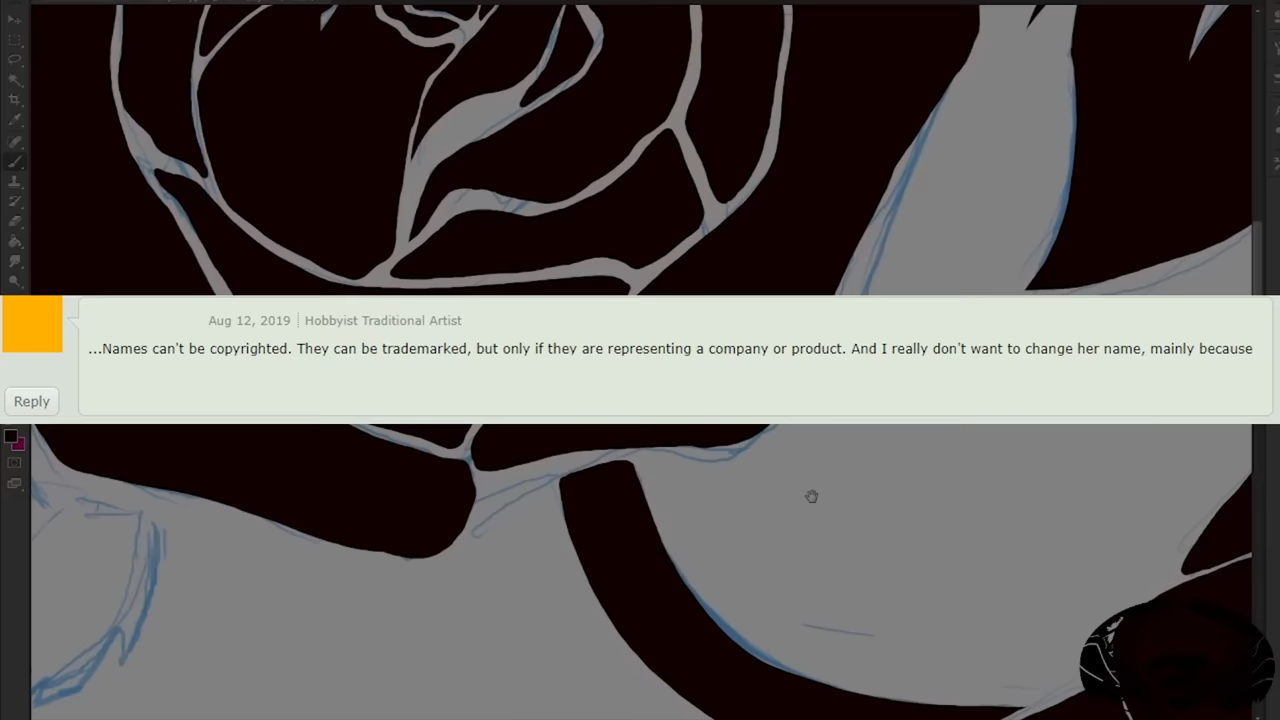 Aug 12, 2019 | Hobbyist Traditional Artist
...Names can't be copyrighted. They can be trademarked, but only if they are representing a company or product. And I really don't want to change her name, mainly because
Reply